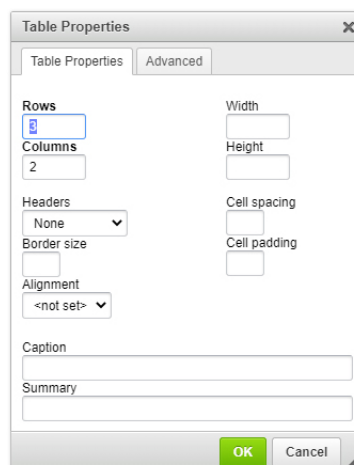 Table Properties
Table Properties Advanced
Rows Width
3
Columns Height
2
Headers Cell spacing
None
Border size Cell padding
Alignment
<not set>
Caption
Summary
OK Cancel